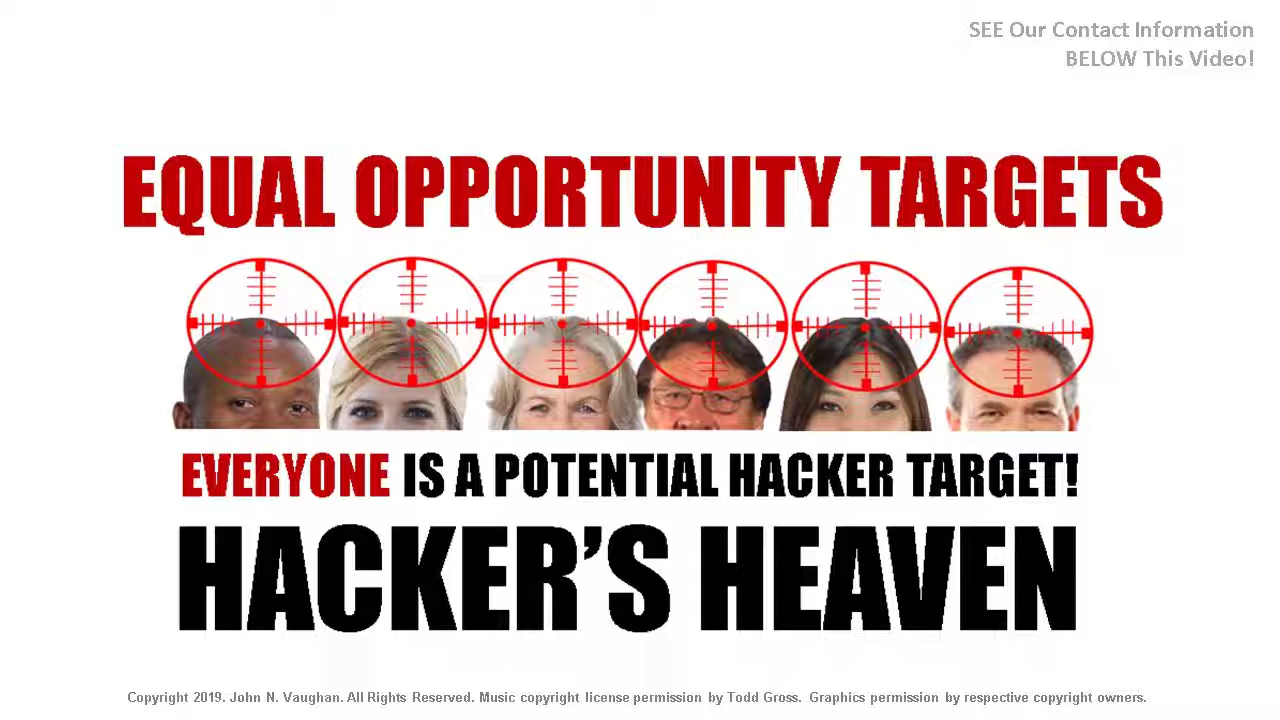 SEE Our Contact Information
BELOW This Video!
EQUAL OPPORTUNITY TARGETS
EVERYONE IS A POTENTIAL HACKER TARGET!
HACKER'S HEAVEN
Copyright 2019. John N. Vaughan. All Rights Reserved. Music copyright license permission by Todd Gross.  Graphics permission by respective copyright owners.